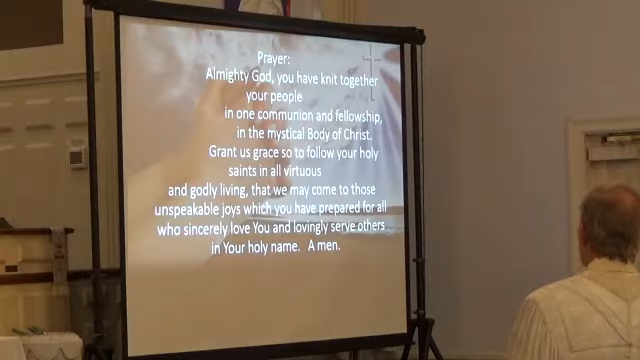 Prayer:
Almighty God, you have knit together
your people
in one communion and fellowship,
in the mystical Body of Christ.
Grant us grace so to follow your holy
saints in all virtuous
and godly living, that we may come to those
unspeakable joys which you have prepared for all
who sincerely love You and lovingly serve others
in Your holy name.   A men.